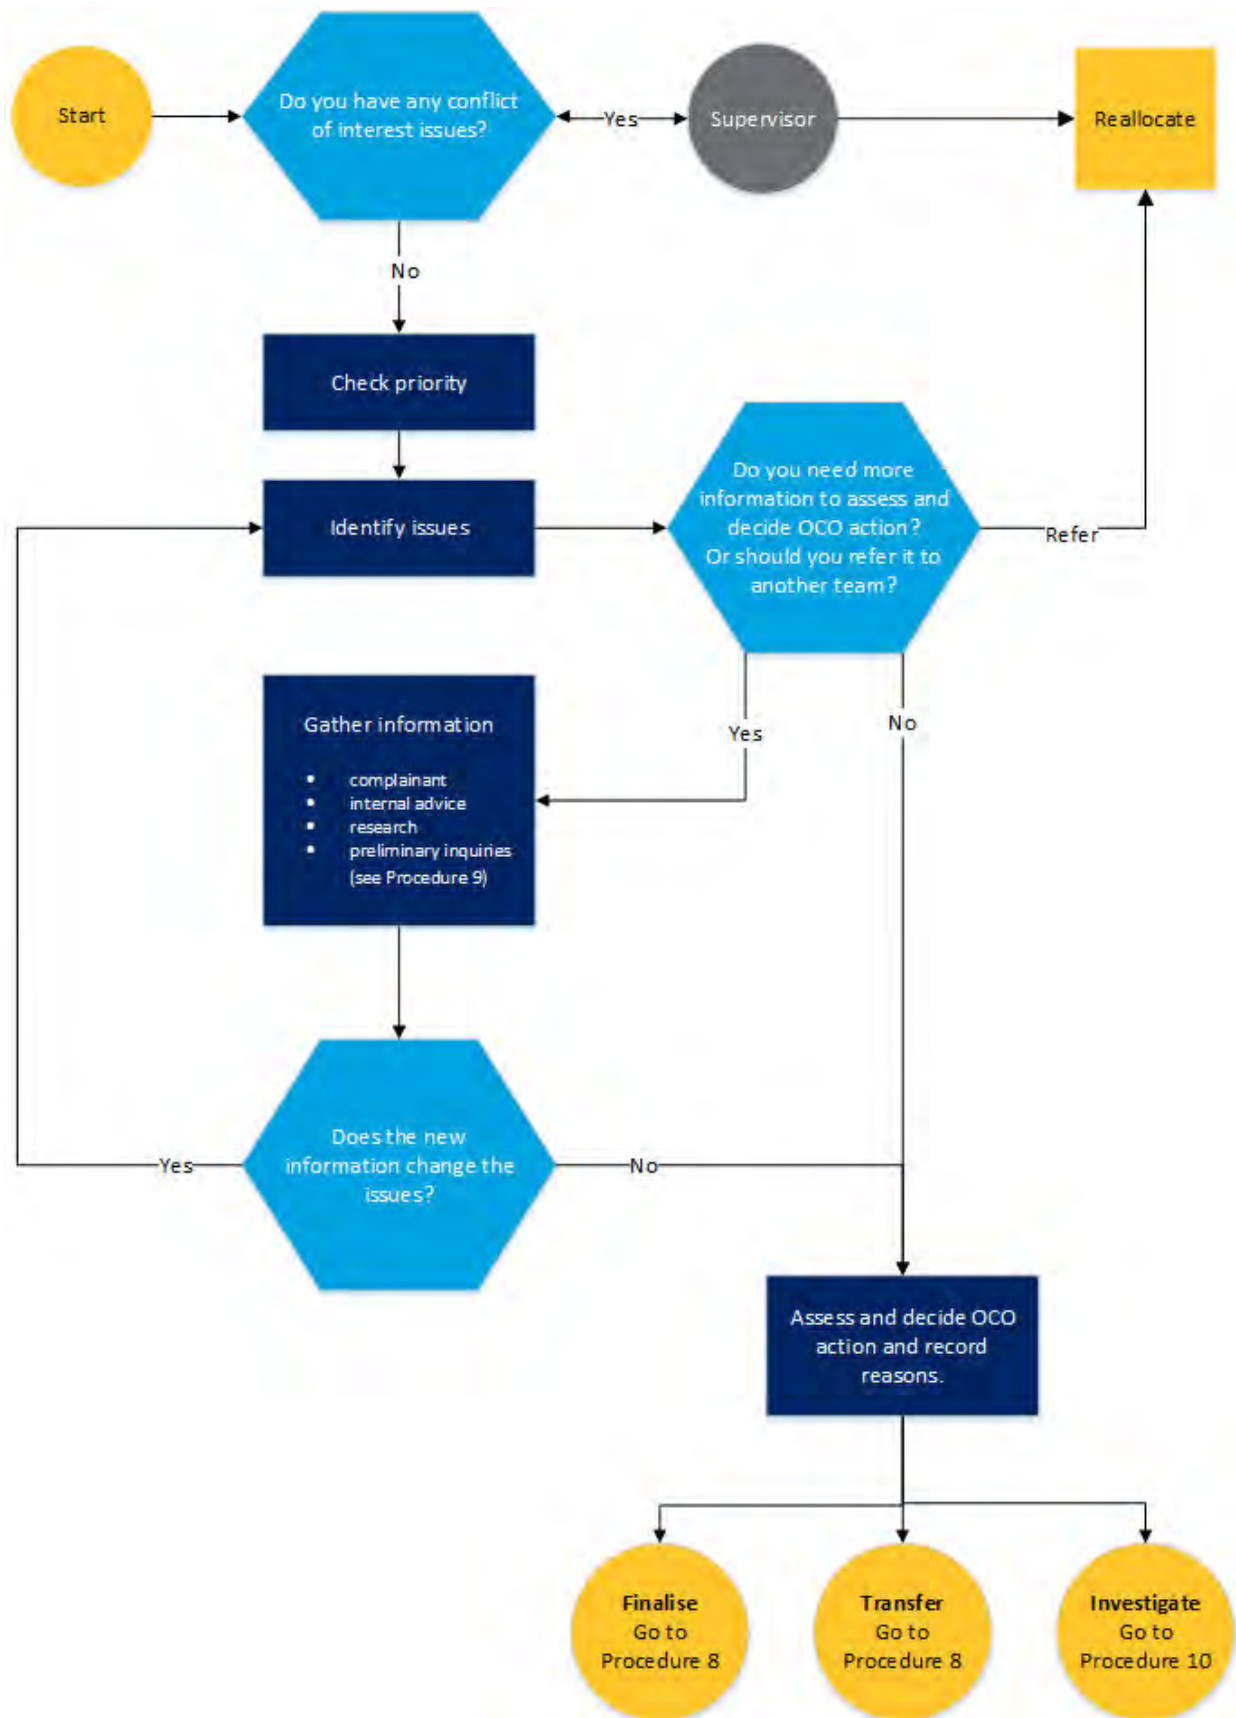 Start
Do you have any conflict
of interest issues?
Yes
Supervisor
Reallocate
No
Check priority
Identify issues
Do you need more
information to assess and
decide OCO action?
Or should you refer it to
another team?
Refer
Gather information
• complainant
• internal advice
• research
• preliminary inquiries
(see Procedure 9)
Yes
No
Does the new
information change the
issues?
Yes
No
Assess and decide OCO
action and record
reasons.
Finalise
Go to
Procedure 8
Transfer
Go to
Procedure 8
Investigate
Go to
Procedure 10